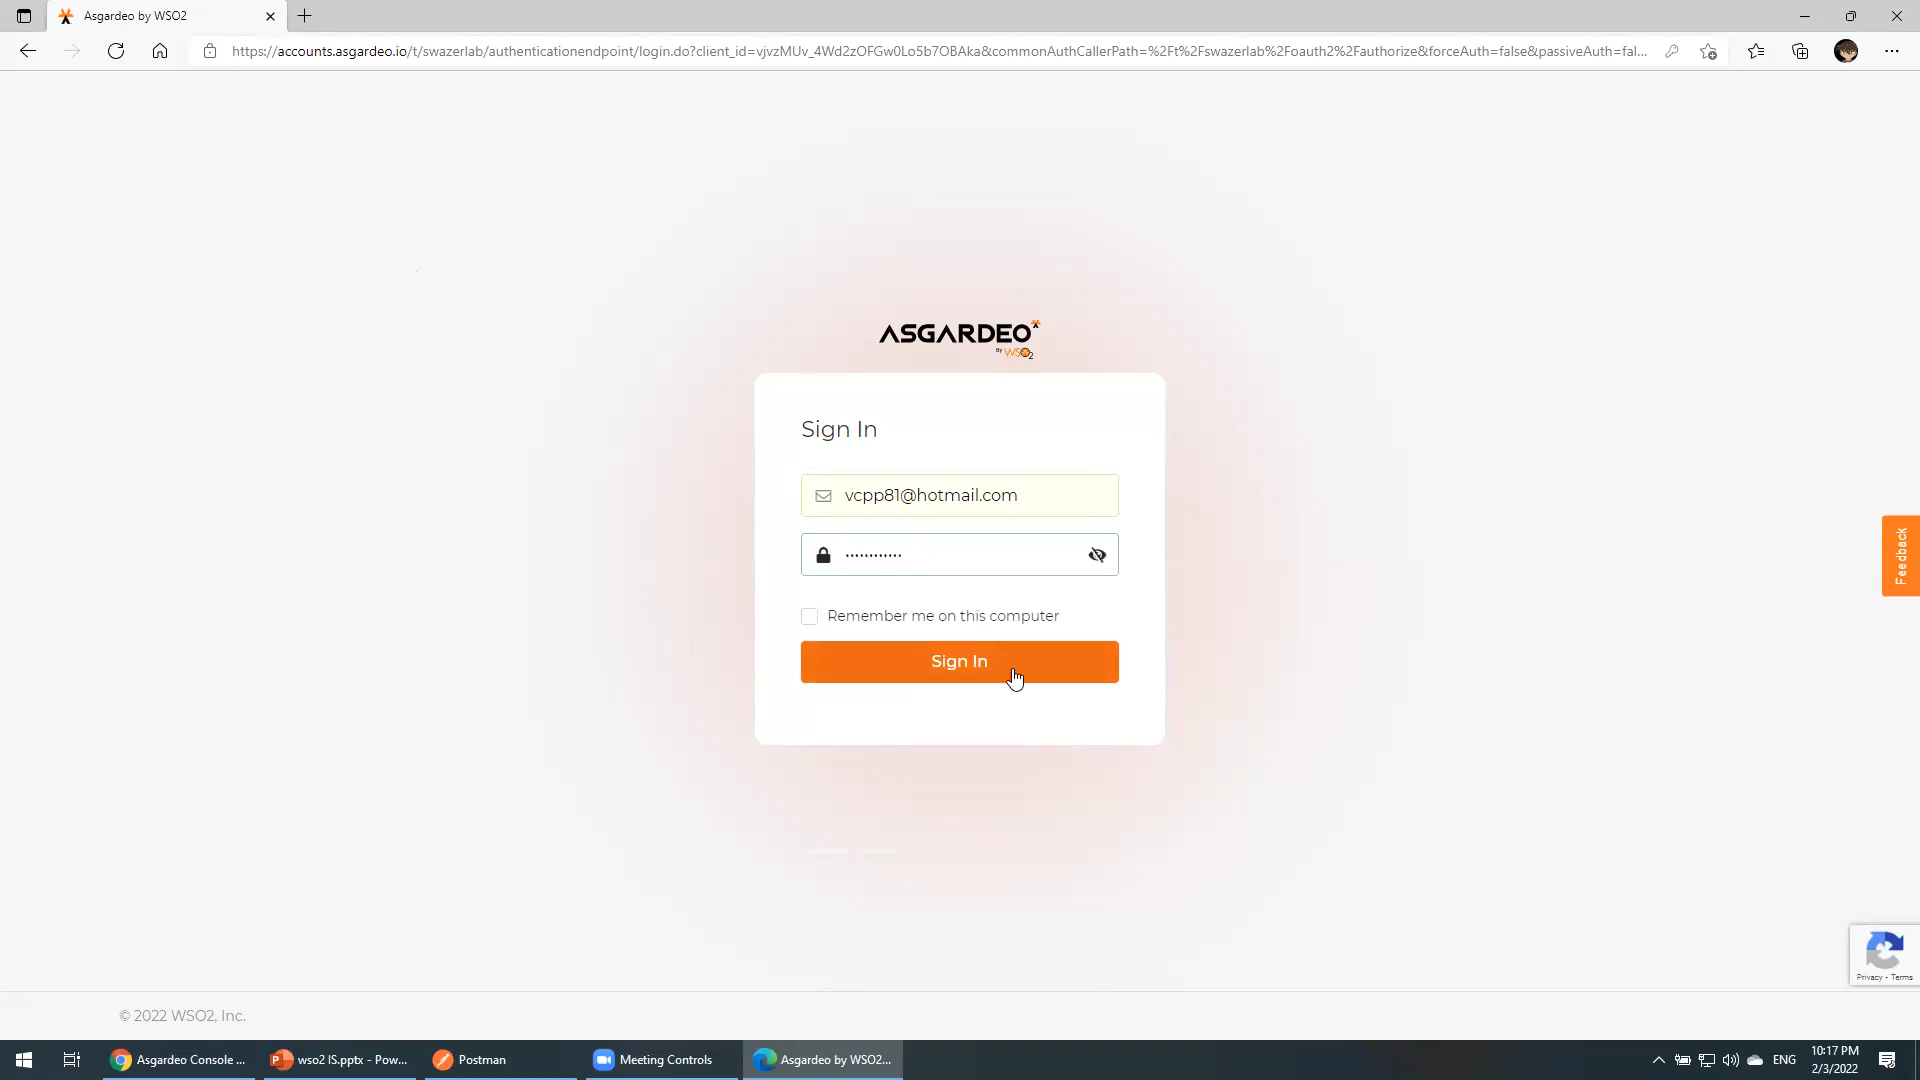 Asgardeo by WSO2
https://accounts.asgardeo.io/t/swazerlab/authenticationendpoint/login.do?client_id=vjvzMUv_4Wd2zOFGw0Lo5b7OBAka&commonAuthCallerPath=%2Ft%2Fswazerlab%2Foauth2%2Fauthorize&forceAuth=false&passiveAuth=fal...
ASGARDEO
By WSO2
Sign In
vcpp81@hotmail.com
Remember me on this computer
Sign In
Feedback
Privacy - Terms
© 2022 WSO2, Inc.
Asgardeo Console ...
wso2 IS.pptx - Pow...
Postman
Meeting Controls
Asgardeo by WSO2...
ENG
10:17 PM
2/3/2022